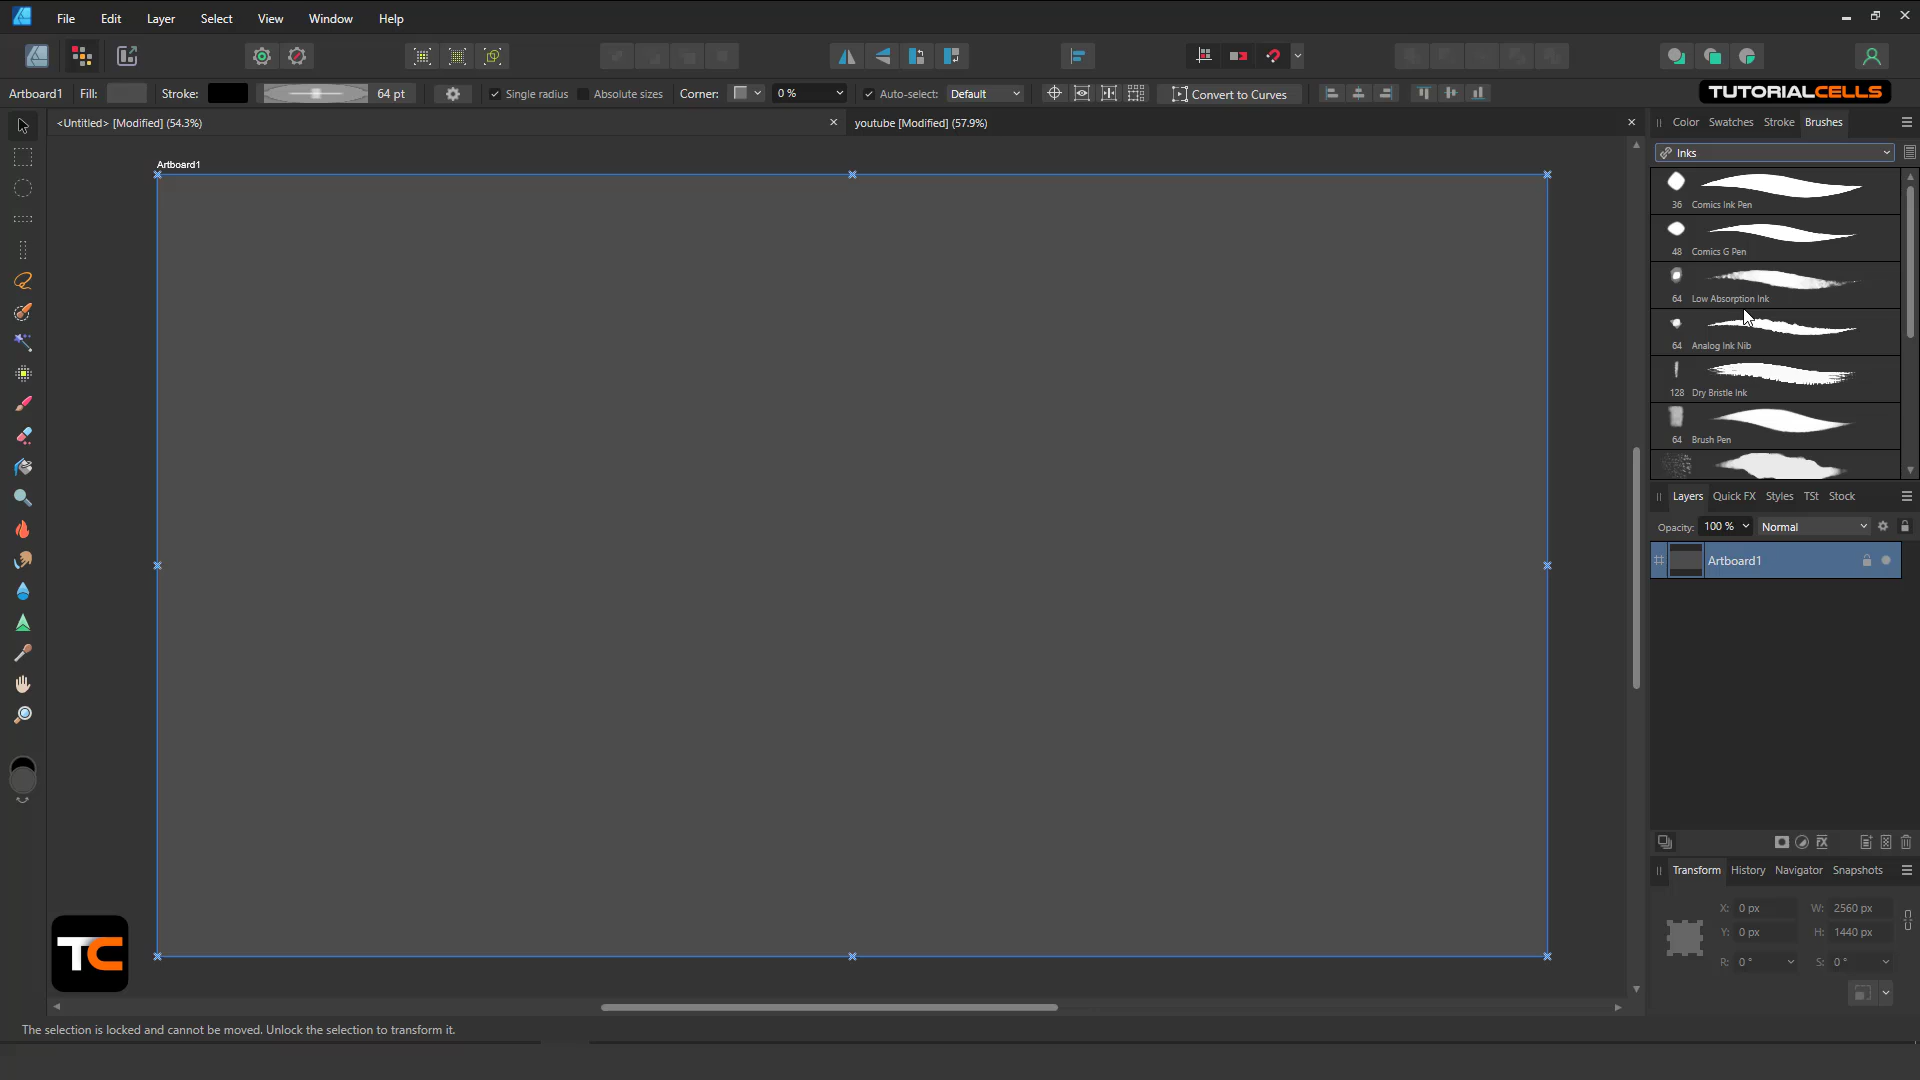 File Edit Layer Select View Window Help
Artboard1 Fill: Stroke: 64 pt Single radius Absolute sizes Corner: 0 % Auto-select: Default Convert to Curves
TUTORIALCELLS
<Untitled> [Modified] (54.3%) youtube [Modified] (57.9%)
Color Swatches Stroke Brushes
Inks
Artboard1
36 Comics Ink Pen
48 Comics G Pen
64 Low Absorption Ink
64 Analog Ink Nib
128 Dry Bristle Ink
64 Brush Pen
Layers Quick FX Styles TSt Stock
Opacity: 100 % Normal
Artboard1
Transform History Navigator Snapshots
X: 0 px W: 2560 px
Y: 0 px H: 1440 px
R: 0 ° S: 0 °
TC
The selection is locked and cannot be moved. Unlock the selection to transform it.